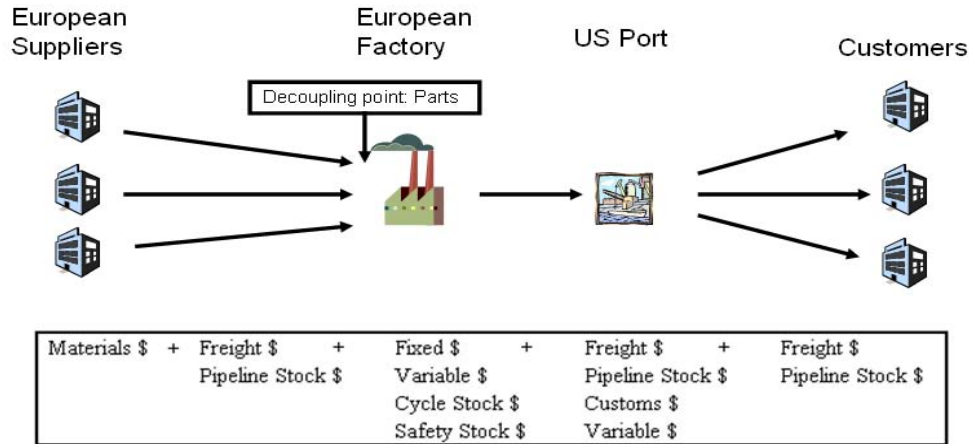 European
Suppliers
European
Factory
US Port
Customers
Decoupling point: Parts
Materials $ + Freight $ + Fixed $ + Freight $ + Freight $
Pipeline Stock $ Variable $ Pipeline Stock $ Pipeline Stock $
Cycle Stock $ Customs $
Safety Stock $ Variable $